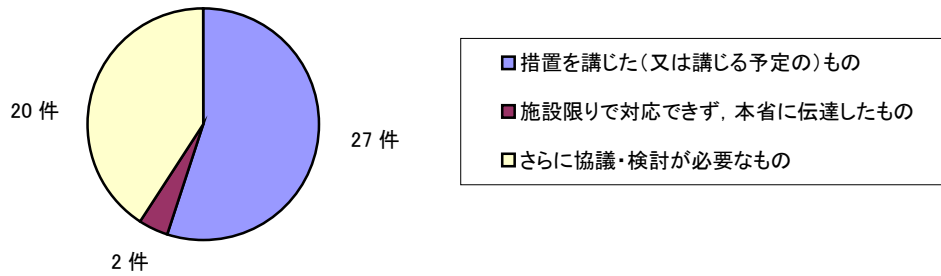 20 件
27 件
2 件
措置を講じた(又は講じる予定の)もの
施設限りで対応できず,本省に伝達したもの
さらに協議・検討が必要なもの